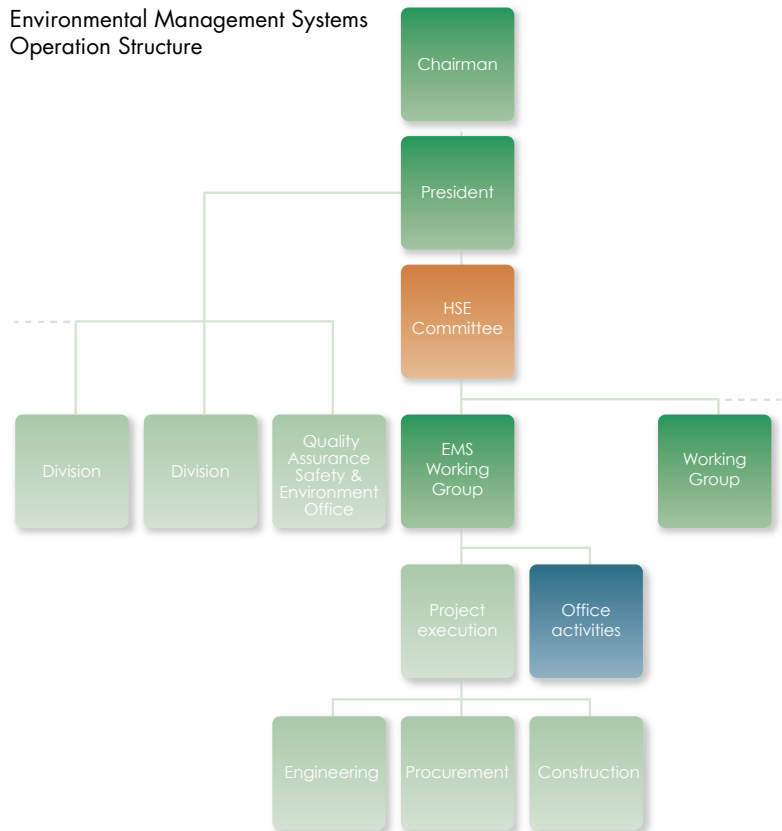 Environmental Management Systems
Operation Structure
Chairman
President
HSE
Committee
Division
Division
Quality
Assurance
Safety &
Environment
Office
EMS
Working
Group
Working
Group
Project
execution
Office
activities
Engineering
Procurement
Construction